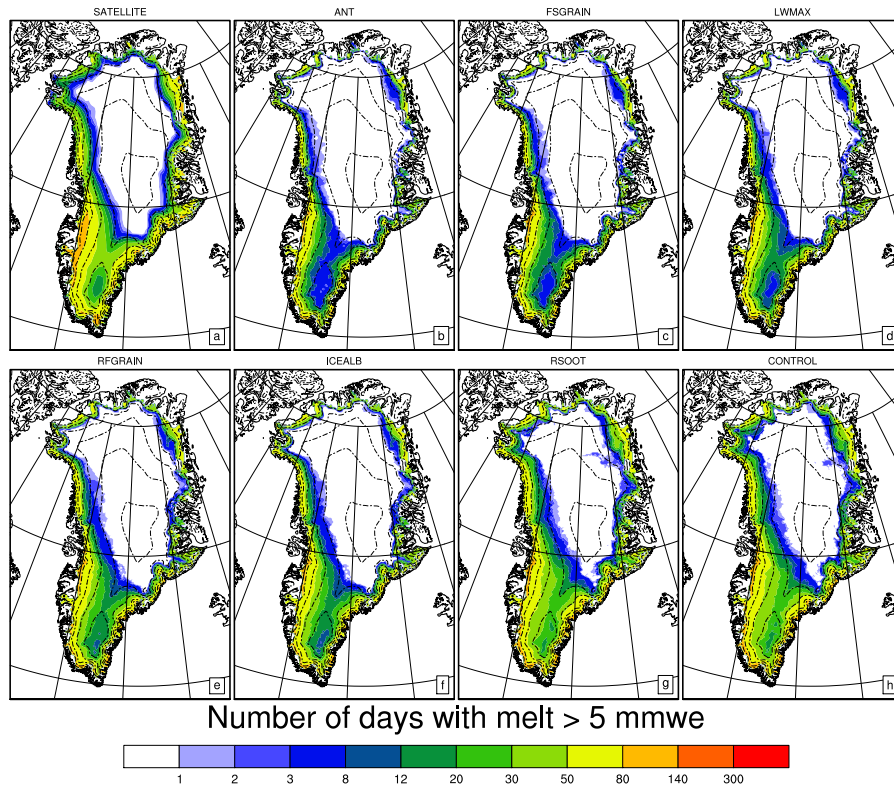 SATELLITE ANT FSGRAIN LWMAX
a b c d
RFGRAIN ICEALB RSOOT CONTROL
e f g h
Number of days with melt > 5 mmwe
1 2 3 8 12 20 30 50 80 140 300